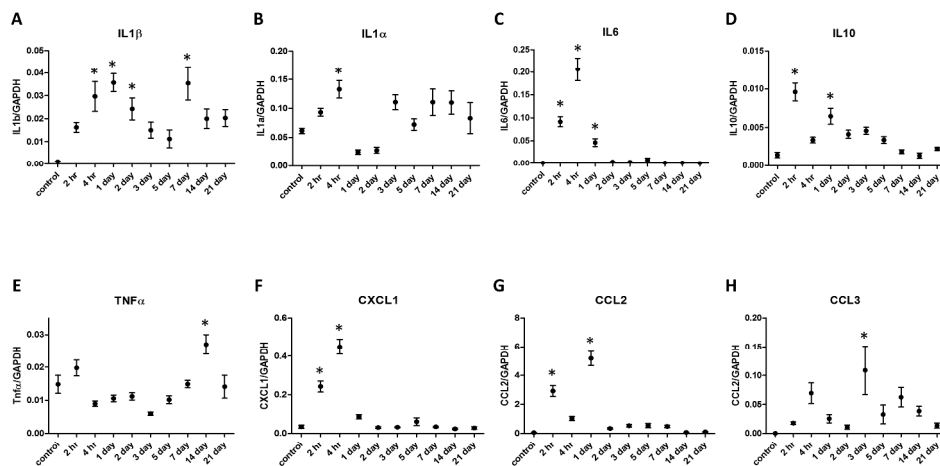 A
IL1β
IL1b/GAPDH
0.05
0.04
0.03
0.02
0.01
0.00
* * * *
control 2 hr 4 hr 1 day 2 day 3 day 5 day 7 day 14 day 21 day
B
IL1α
IL1a/GAPDH
0.20
0.15
0.10
0.05
0.00
*
control 2 hr 4 hr 1 day 2 day 3 day 5 day 7 day 14 day 21 day
C
IL6
IL6/GAPDH
0.25
0.20
0.15
0.10
0.05
0.00
* * *
control 2 hr 4 hr 1 day 2 day 3 day 5 day 7 day 14 day 21 day
D
IL10
IL10/GAPDH
0.015
0.010
0.005
0.000
* *
control 2 hr 4 hr 1 day 2 day 3 day 5 day 7 day 14 day 21 day
E
TNFα
Tnfα/GAPDH
0.03
0.02
0.01
0.00
*
control 2 hr 4 hr 1 day 2 day 3 day 5 day 7 day 14 day 21 day
F
CXCL1
CXCL1/GAPDH
0.6
0.4
0.2
0.0
* *
control 2 hr 4 hr 1 day 2 day 3 day 5 day 7 day 14 day 21 day
G
CCL2
CCL2/GAPDH
8
6
4
2
0
* *
control 2 hr 4 hr 1 day 2 day 3 day 5 day 7 day 14 day 21 day
H
CCL3
CCL2/GAPDH
0.20
0.15
0.10
0.05
0.00
*
control 2 hr 4 hr 1 day 2 day 3 day 5 day 7 day 14 day 21 day